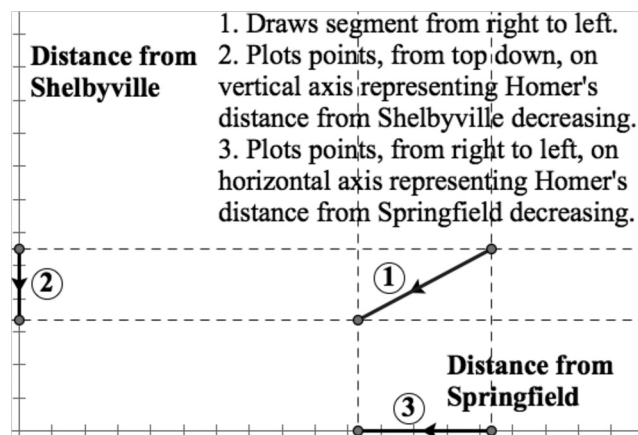 1. Draws segment from right to left.
Distance from
Shelbyville
2. Plots points, from top down, on
vertical axis representing Homer's
distance from Shelbyville decreasing.
3. Plots points, from right to left, on
horizontal axis representing Homer's
distance from Springfield decreasing.
2
1
Distance from
Springfield
3